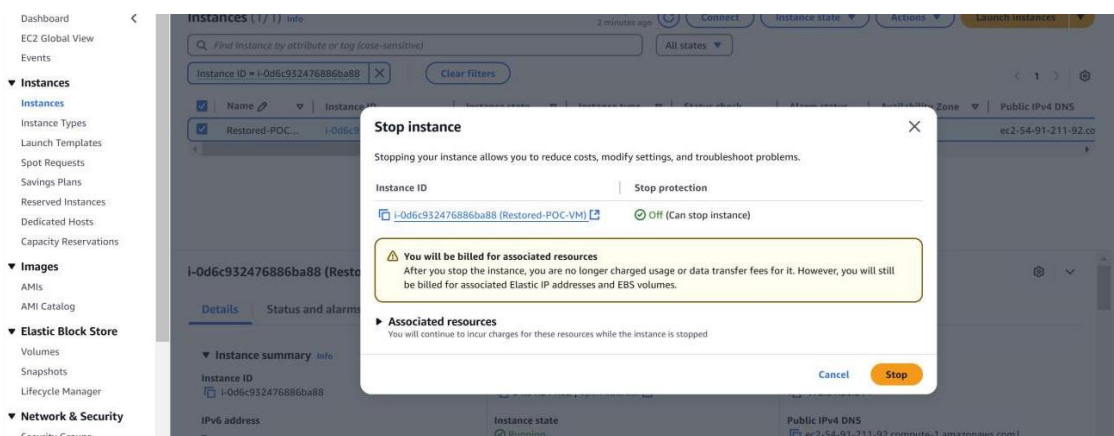 Dashboard
EC2 Global View
Events
Instances
Instances
Instance Types
Launch Templates
Spot Requests
Savings Plans
Reserved Instances
Dedicated Hosts
Capacity Reservations
Images
AMIs
AMI Catalog
Elastic Block Store
Volumes
Snapshots
Lifecycle Manager
Network & Security
Instances (1/1) Info
2 minutes ago
Connect
Instance state
Actions
Launch instances
Find Instance by attribute or tag (case-sensitive)
All states
Instance ID = i-0d6c932476886ba88
Clear filters
1
Name
Instance ID
Instance state
Instance type
Status check
Alarm status
Availability Zone
Public IPv4 DNS
Restored-POC...
i-0d6c9
ec2-54-91-211-92.co
Stop instance
Stopping your instance allows you to reduce costs, modify settings, and troubleshoot problems.
Instance ID
Stop protection
i-0d6c932476886ba88 (Restored-POC-VM)
Off (Can stop instance)
You will be billed for associated resources
After you stop the instance, you are no longer charged usage or data transfer fees for it. However, you will still
be billed for associated Elastic IP addresses and EBS volumes.
Associated resources
You will continue to incur charges for these resources while the instance is stopped
Cancel
Stop
i-0d6c932476886ba88 (Resto
Details
Status and alarms
Instance summary Info
Instance ID
i-0d6c932476886ba88
IPv6 address
Instance state
Running
Public IPv4 DNS
ec2-54-91-211-92.compute-1.amazonaws.com